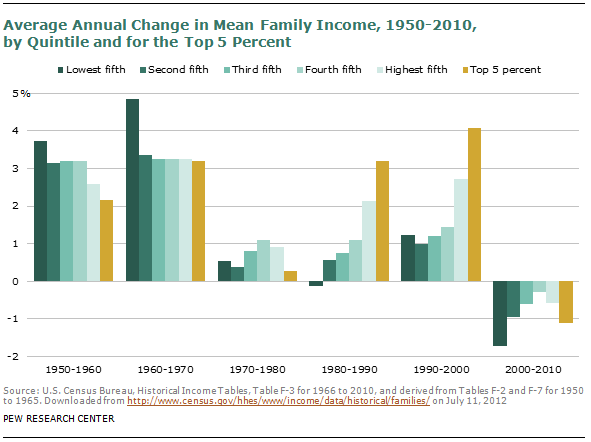 Average Annual Change in Mean Family Income, 1950-2010,
by Quintile and for the Top 5 Percent
Lowest fifth Second fifth Third fifth Fourth fifth Highest fifth Top 5 percent
5%
4
3
2
1
0
-1
-2
1950-1960 1960-1970 1970-1980 1980-1990 1990-2000 2000-2010
Source: U.S. Census Bureau, Historical Income Tables, Table F-3 for 1966 to 2010, and derived from Tables F-2 and F-7 for 1950
to 1965. Downloaded from http://www.census.gov/hhes/www/income/data/historical/families/ on July 11, 2012
PEW RESEARCH CENTER